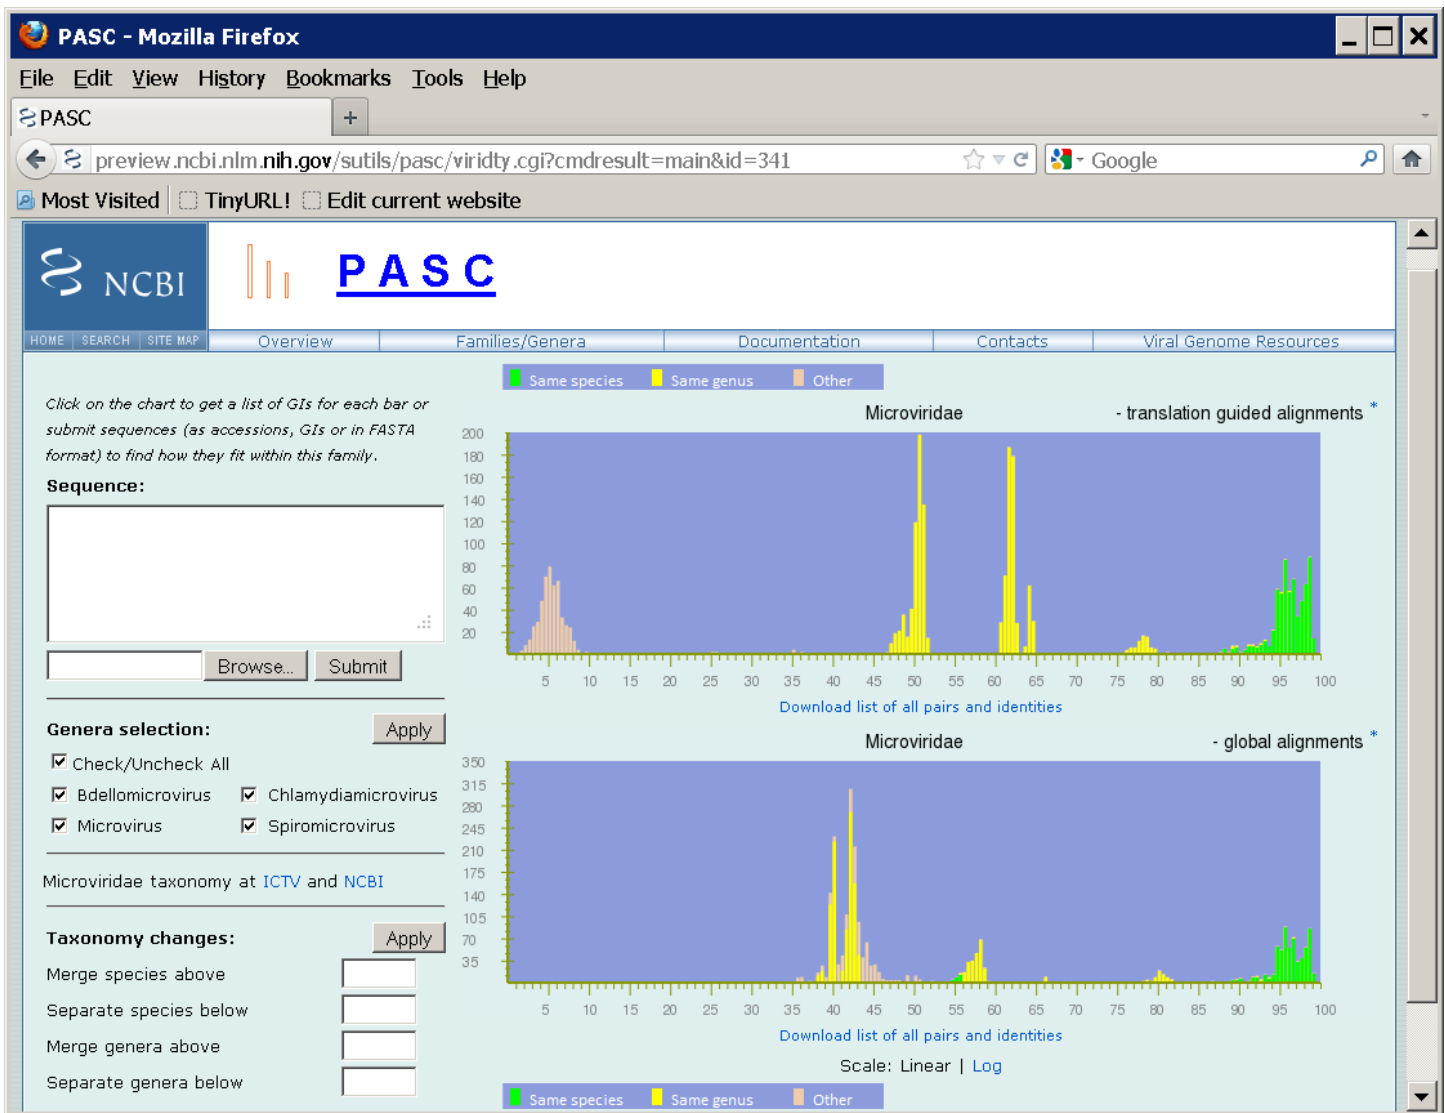 PASC - Mozilla Firefox
File Edit View History Bookmarks Tools Help
PASC +
preview.ncbi.nlm.nih.gov/sutils/pasc/viridty.cgi?cmdresult=main&id=341 Google
Most Visited TinyURL! Edit current website
NCBI PASC
HOME SEARCH SITE MAP Overview Families/Genera Documentation Contacts Viral Genome Resources
Same species Same genus Other
Click on the chart to get a list of GIs for each bar or
submit sequences (as accessions, GIs or in FASTA
format) to find how they fit within this family.
Sequence:
Browse... Submit
Genera selection: Apply
Check/Uncheck All
Bdellomicrovirus Chlamydiamicrovirus
Microvirus Spiromicrovirus
Microviridae taxonomy at ICTV and NCBI
Taxonomy changes: Apply
Merge species above
Separate species below
Merge genera above
Separate genera below
Microviridae - translation guided alignments *
200
180
160
140
120
100
80
60
40
20
5 10 15 20 25 30 35 40 45 50 55 60 65 70 75 80 85 90 95 100
Download list of all pairs and identities
Microviridae - global alignments *
350
315
280
245
210
175
140
105
70
35
5 10 15 20 25 30 35 40 45 50 55 60 65 70 75 80 85 90 95 100
Download list of all pairs and identities
Scale: Linear | Log
Same species Same genus Other